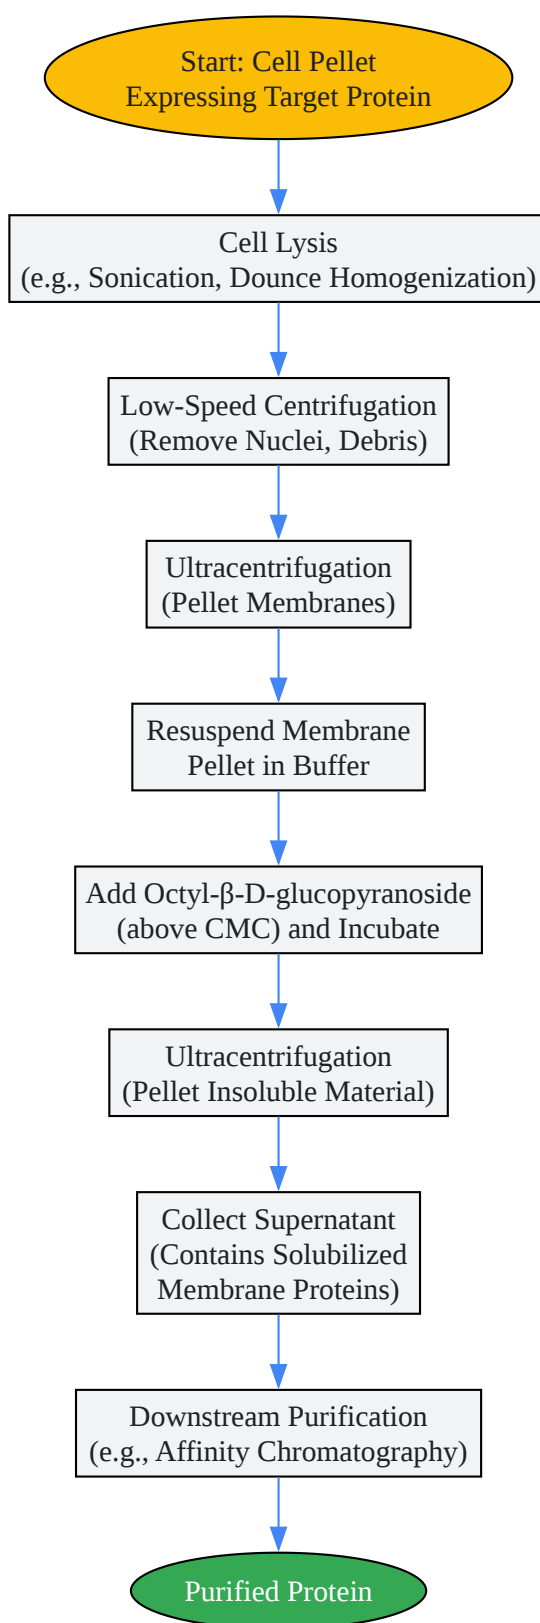 Start: Cell Pellet
Expressing Target Protein
Cell Lysis
(e.g., Sonication, Dounce Homogenization)
Low-Speed Centrifugation
(Remove Nuclei, Debris)
Ultracentrifugation
(Pellet Membranes)
Resuspend Membrane
Pellet in Buffer
Add Octyl-β-D-glucopyranoside
(above CMC) and Incubate
Ultracentrifugation
(Pellet Insoluble Material)
Collect Supernatant
(Contains Solubilized
Membrane Proteins)
Downstream Purification
(e.g., Affinity Chromatography)
Purified Protein